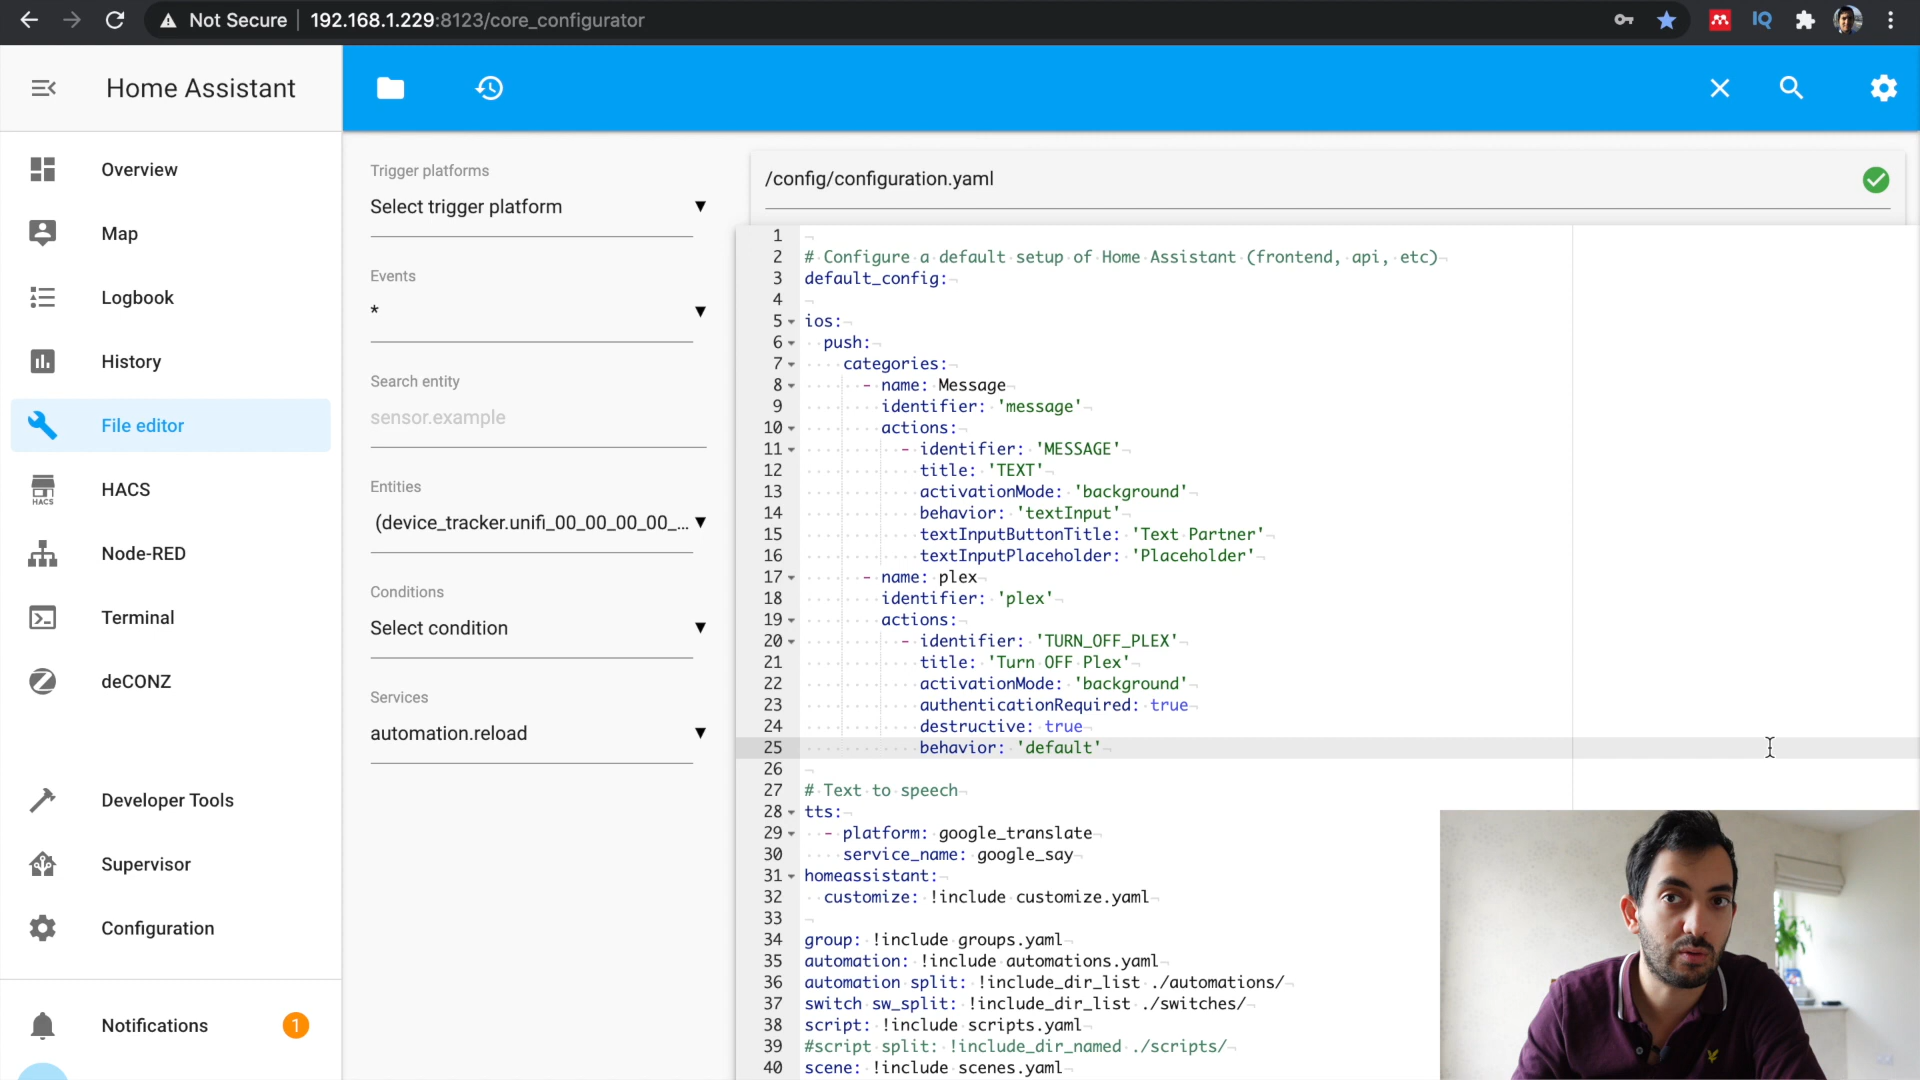 Not Secure
192.168.1.229:8123/core_configurator
IQ
Home Assistant
Overview
Map
Logbook
History
File editor
HACS
HACS
Node-RED
Terminal
deCONZ
Developer Tools
Supervisor
Configuration
Notifications
1
Trigger platforms
Select trigger platform
Events
*
Search entity
sensor.example
Entities
(device_tracker.unifi_00_00_00_00_...
Conditions
Select condition
Services
automation.reload
/config/configuration.yaml
1
2 # Configure a default setup of Home Assistant (frontend, api, etc)
3 default_config:
4
5 ios:
6   push:
7     categories:
8       - name: Message
9         identifier: 'message'
10         actions:
11           - identifier: 'MESSAGE'
12             title: 'TEXT'
13             activationMode: 'background'
14             behavior: 'textInput'
15             textInputButtonTitle: 'Text Partner'
16             textInputPlaceholder: 'Placeholder'
17       - name: plex
18         identifier: 'plex'
19         actions:
20           - identifier: 'TURN_OFF_PLEX'
21             title: 'Turn OFF Plex'
22             activationMode: 'background'
23             authenticationRequired: true
24             destructive: true
25             behavior: 'default'
26
27 # Text to speech
28 tts:
29   - platform: google_translate
30     service_name: google_say
31 homeassistant:
32   customize: !include customize.yaml
33
34 group: !include groups.yaml
35 automation: !include automations.yaml
36 automation split: !include_dir_list ./automations/
37 switch sw_split: !include_dir_list ./switches/
38 script: !include scripts.yaml
39 #script split: !include_dir_named ./scripts/
40 scene: !include scenes.yaml